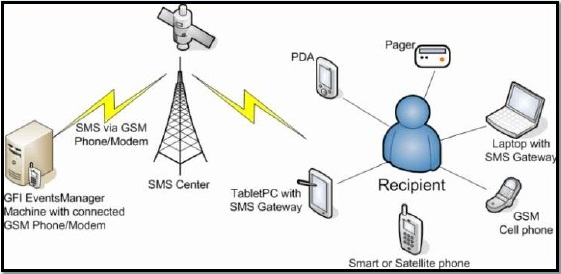 PDA
Pager
SMS via GSM
Phone/Modem
Laptop with
SMS Gateway
SMS Center
TabletPC with
SMS Gateway
Recipient
GFI EventsManager
Machine with connected
GSM Phone/Modem
GSM
Cell phone
Smart or Satellite phone